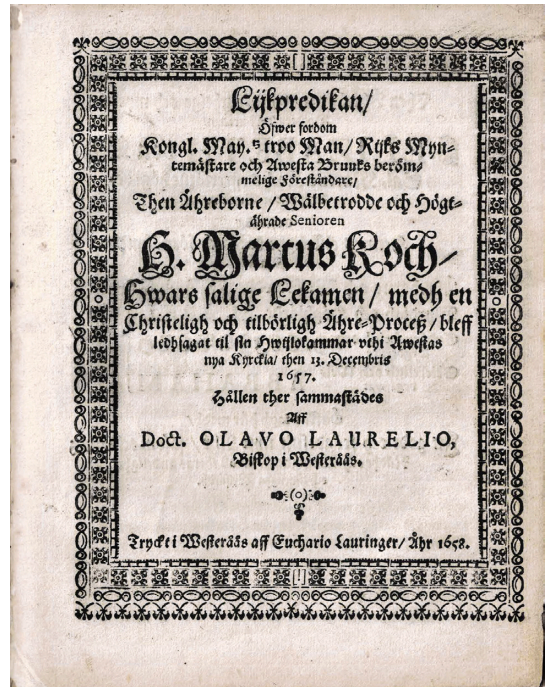 Lijkpredikan/
Öfwer fordom
Kongl. May.tz troo Man/ Rijks Myn-
temästare och Awesta Bruuks beröm-
melige Föreståndare/
Then Ähreborne/ Wälbetrodde och Högt-
ährade Senioren
H. Marcus Koch/
Hwars salige Lekamen/ medh en
Christeligh och tilbörligh Ähre-Proceß/ bleff
ledhsagat til sin Hwijlokammar vthi Awestas
nya Kyrckia/ then 13. Decembris
1657.
Hållen ther sammastädes
Aff
Doct. OLAVO LAURELIO,
Biskop i Westeråås.
(o)
Tryckt i Westeråås aff Euchario Lauringer/ Åhr 1658.